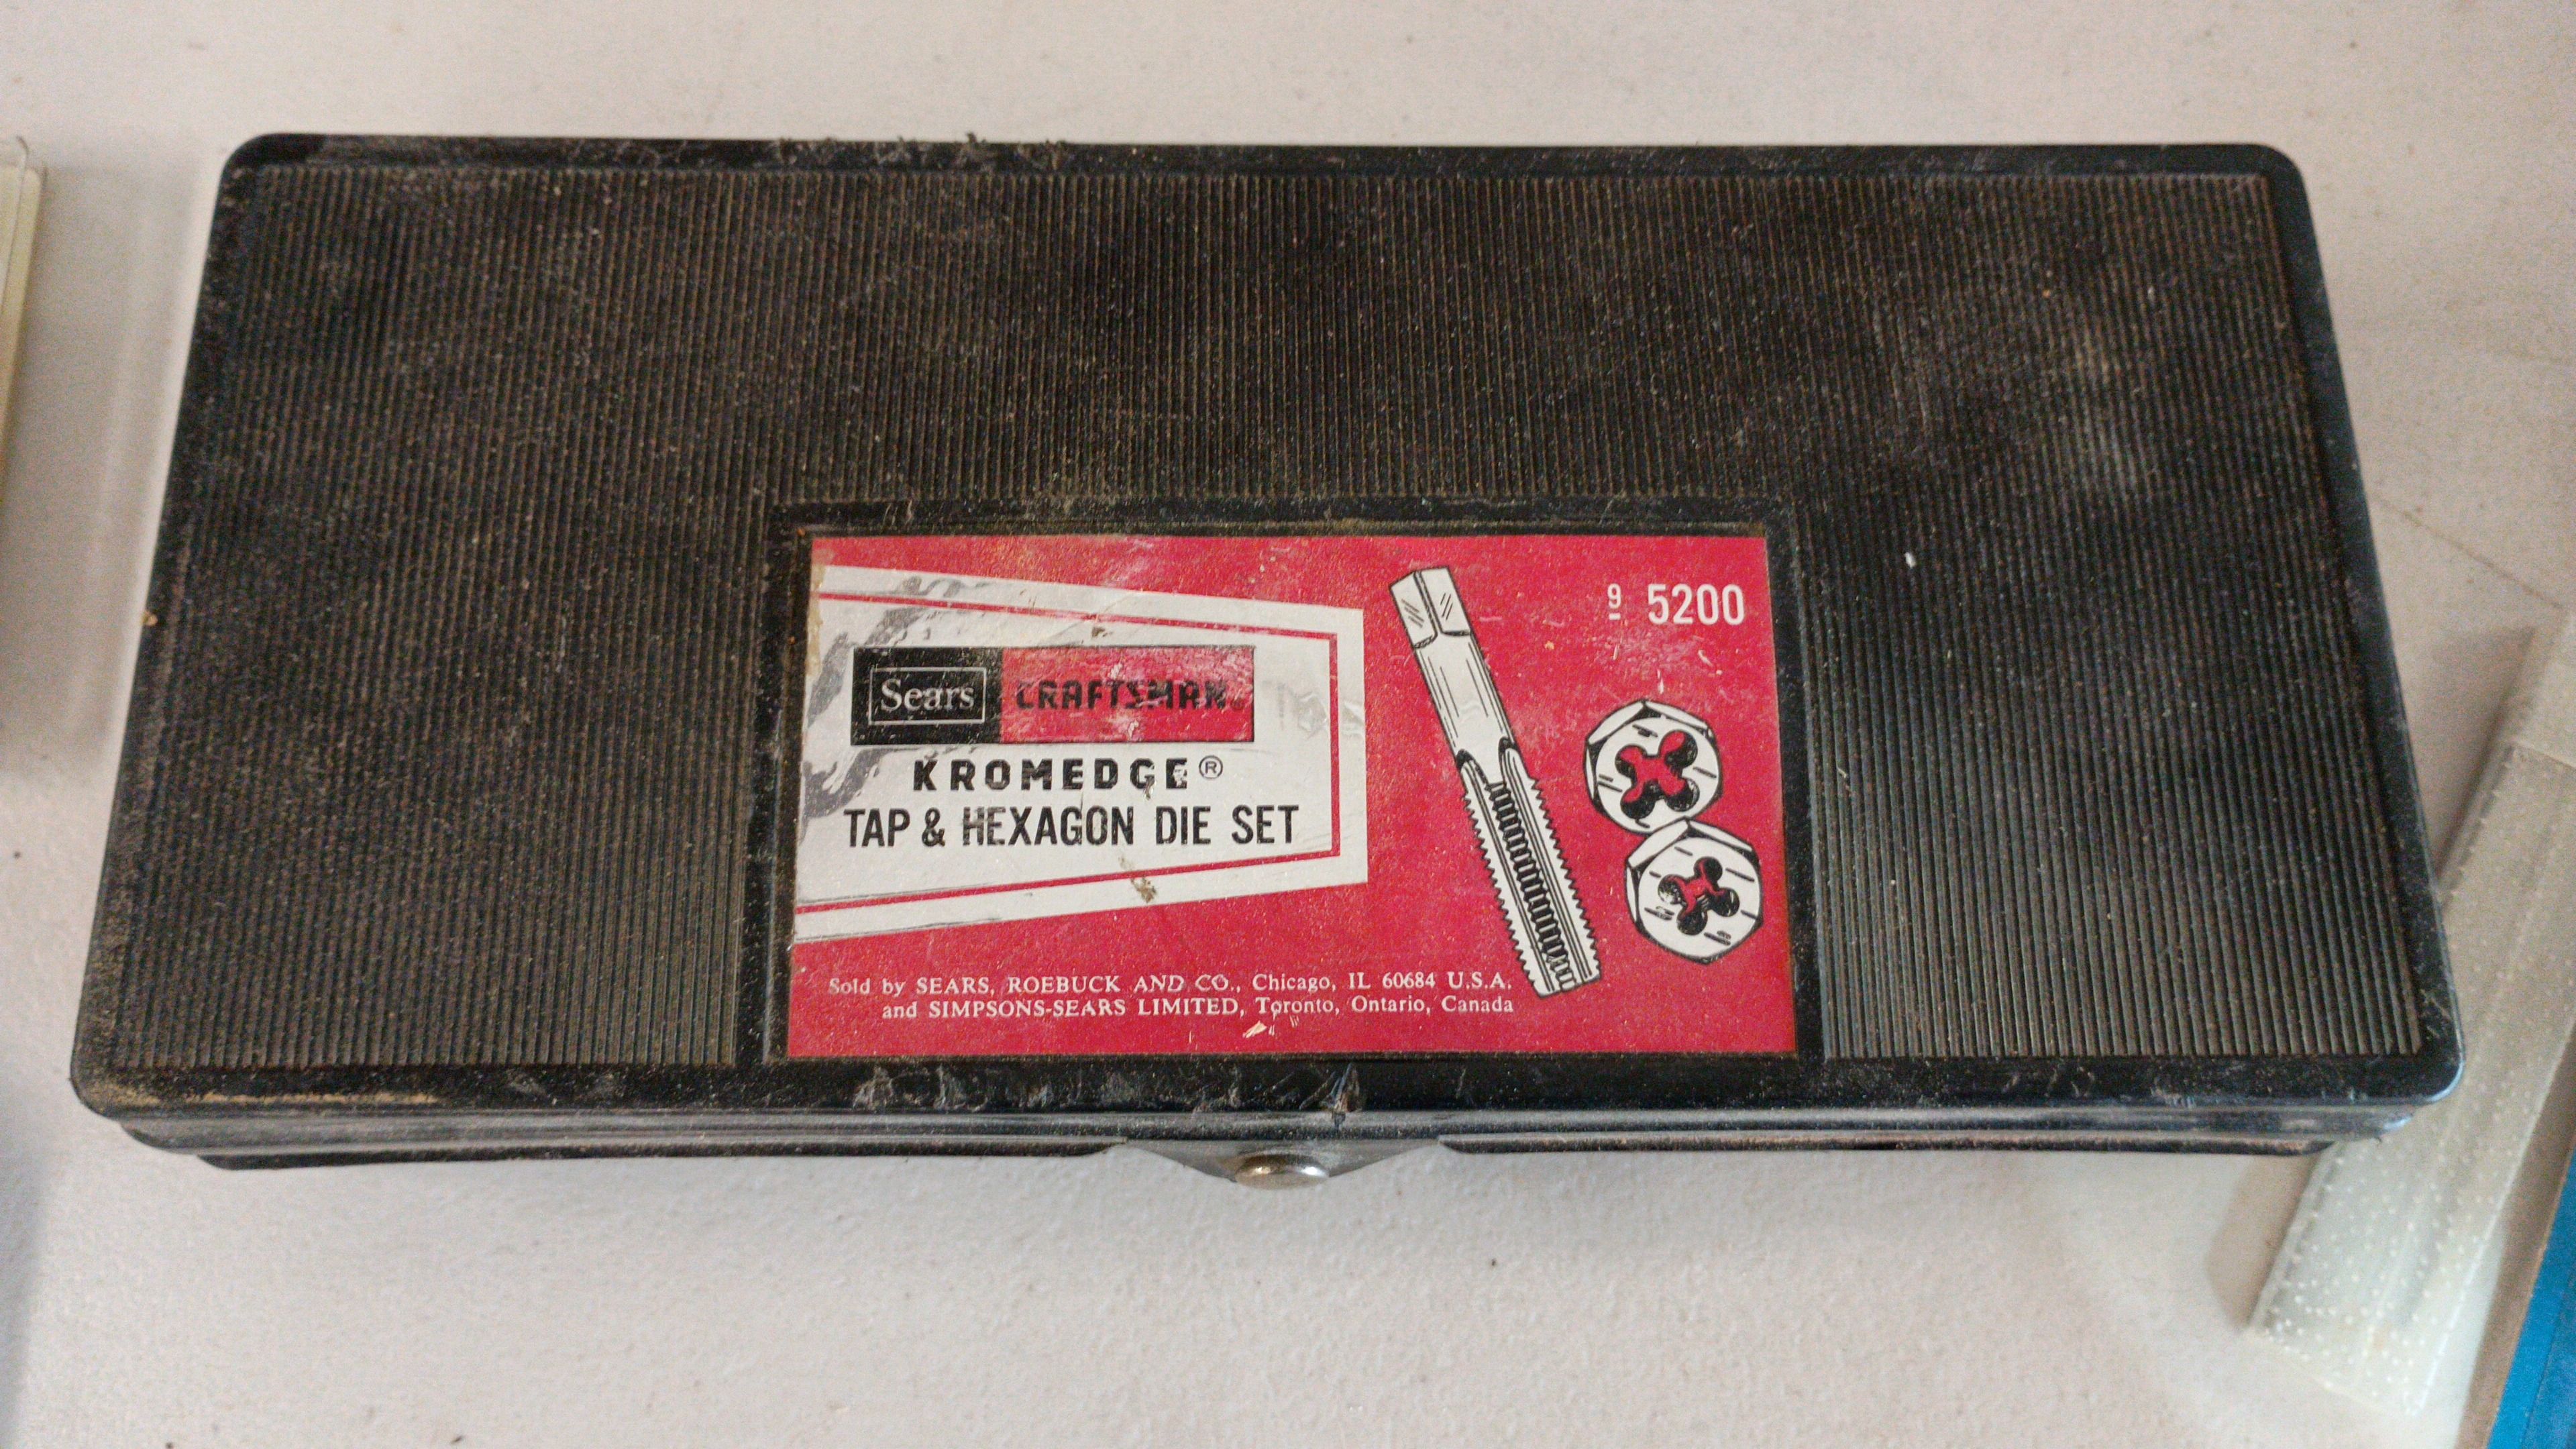 9 5200
Sears CRAFTSMAN®
KROMEDGE®
TAP & HEXAGON DIE SET
Sold by SEARS, ROEBUCK AND CO., Chicago, IL 60684 U.S.A.
and SIMPSONS-SEARS LIMITED, Toronto, Ontario, Canada